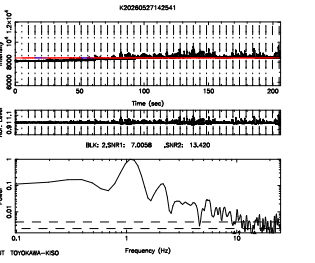 K20260527142541
1.2×10⁴
10⁴
8000
6000
0 50 100 150 200
Time (sec)
0.9 1 1.1
BLK: 2,SNR1: 7.0058 ,SNR2: 13.420
1
0.1
0.01
0.1 1 10
Frequency (Hz)
TOYOKAWA-KISO